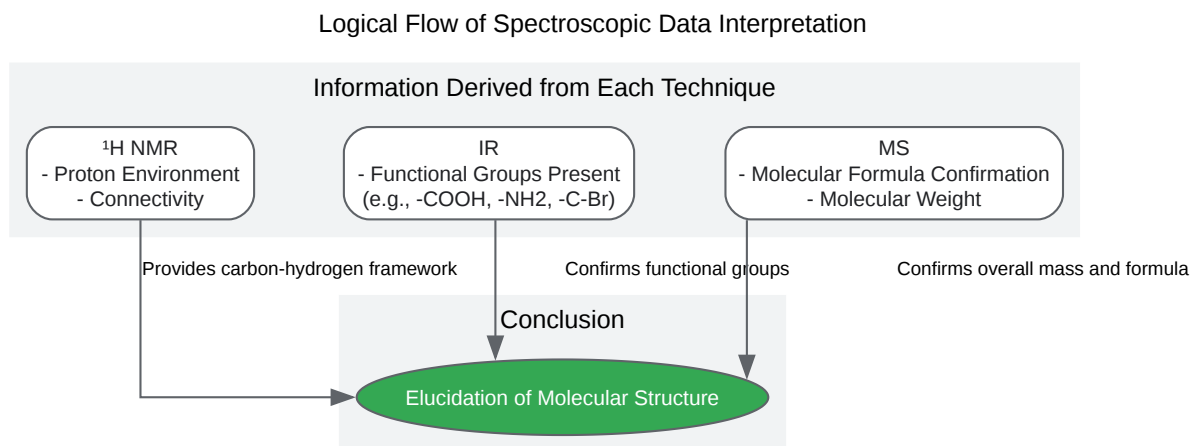 Logical Flow of Spectroscopic Data Interpretation
Information Derived from Each Technique
¹H NMR
- Proton Environment
- Connectivity
IR
- Functional Groups Present
(e.g., -COOH, -NH2, -C-Br)
MS
- Molecular Formula Confirmation
- Molecular Weight
Provides carbon-hydrogen framework
Confirms functional groups
Confirms overall mass and formula
Conclusion
Elucidation of Molecular Structure